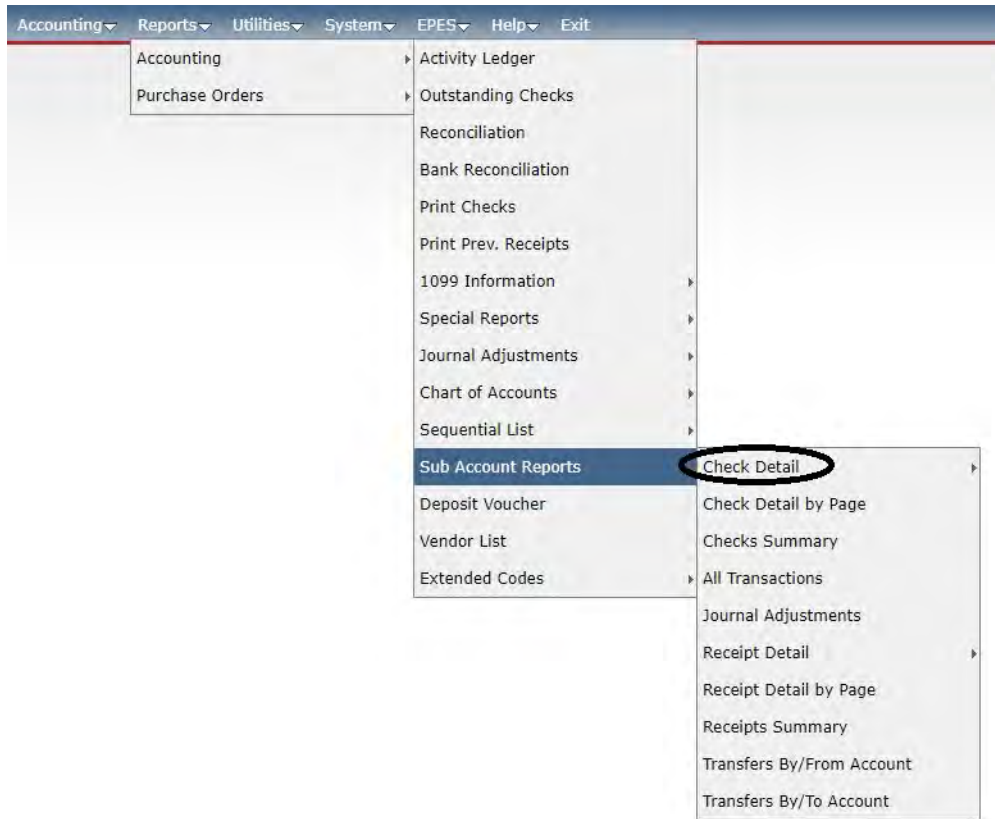 Accounting Reports Utilities System EPES Help Exit
Accounting
Purchase Orders
Activity Ledger
Outstanding Checks
Reconciliation
Bank Reconciliation
Print Checks
Print Prev. Receipts
1099 Information
Special Reports
Journal Adjustments
Chart of Accounts
Sequential List
Sub Account Reports
Deposit Voucher
Vendor List
Extended Codes
Check Detail
Check Detail by Page
Checks Summary
All Transactions
Journal Adjustments
Receipt Detail
Receipt Detail by Page
Receipts Summary
Transfers By/From Account
Transfers By/To Account